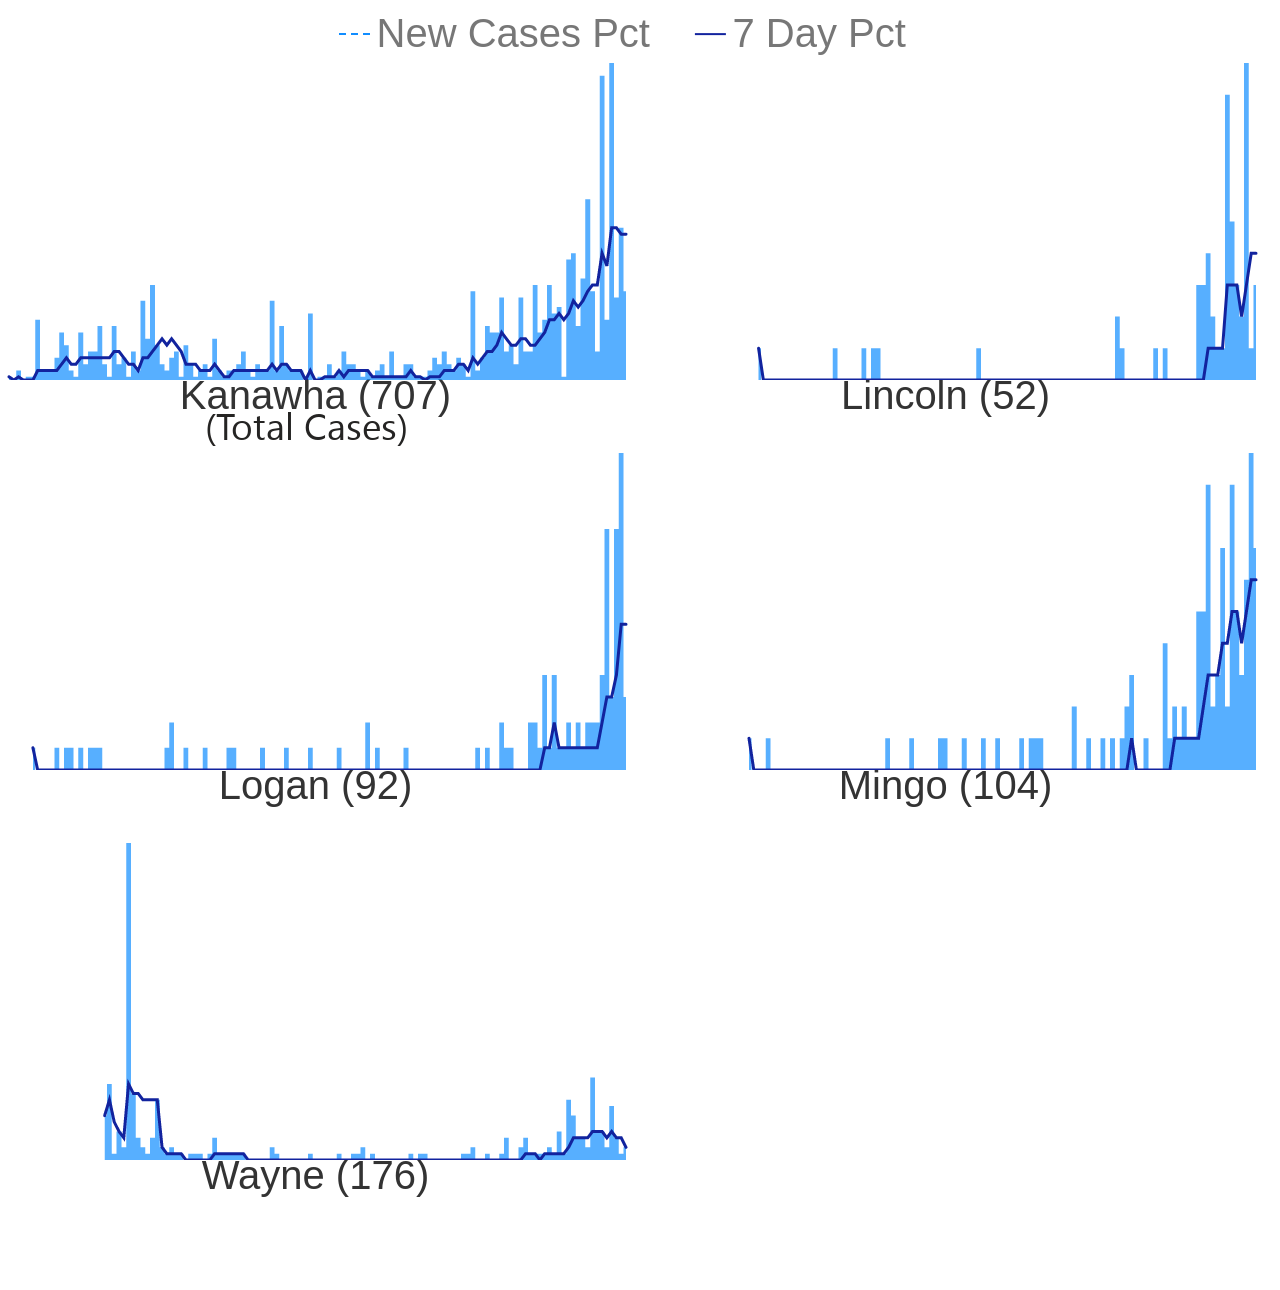 New Cases Pct 7 Day Pct
Kanawha (707)
(Total Cases)
Lincoln (52)
Logan (92)
Mingo (104)
Wayne (176)